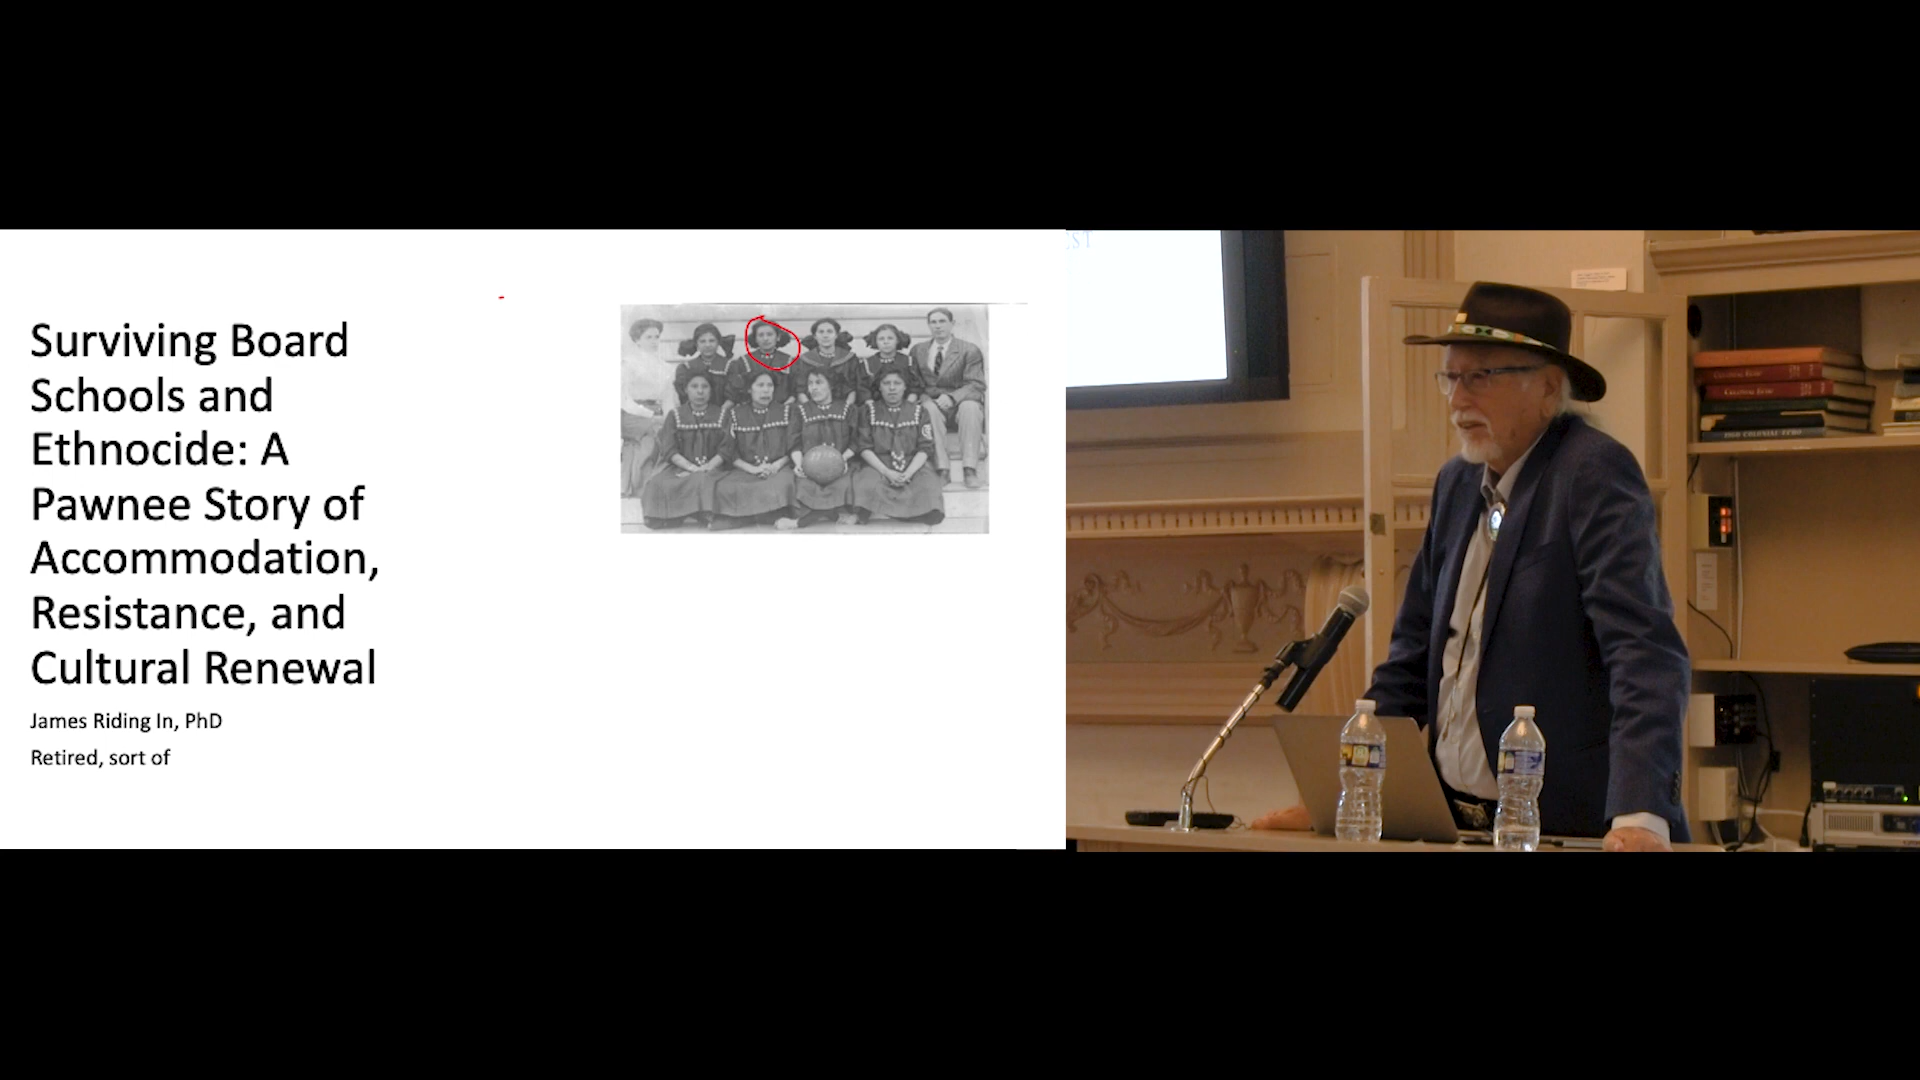 Surviving Board
Schools and
Ethnocide: A
Pawnee Story of
Accommodation,
Resistance, and
Cultural Renewal
James Riding In, PhD
Retired, sort of